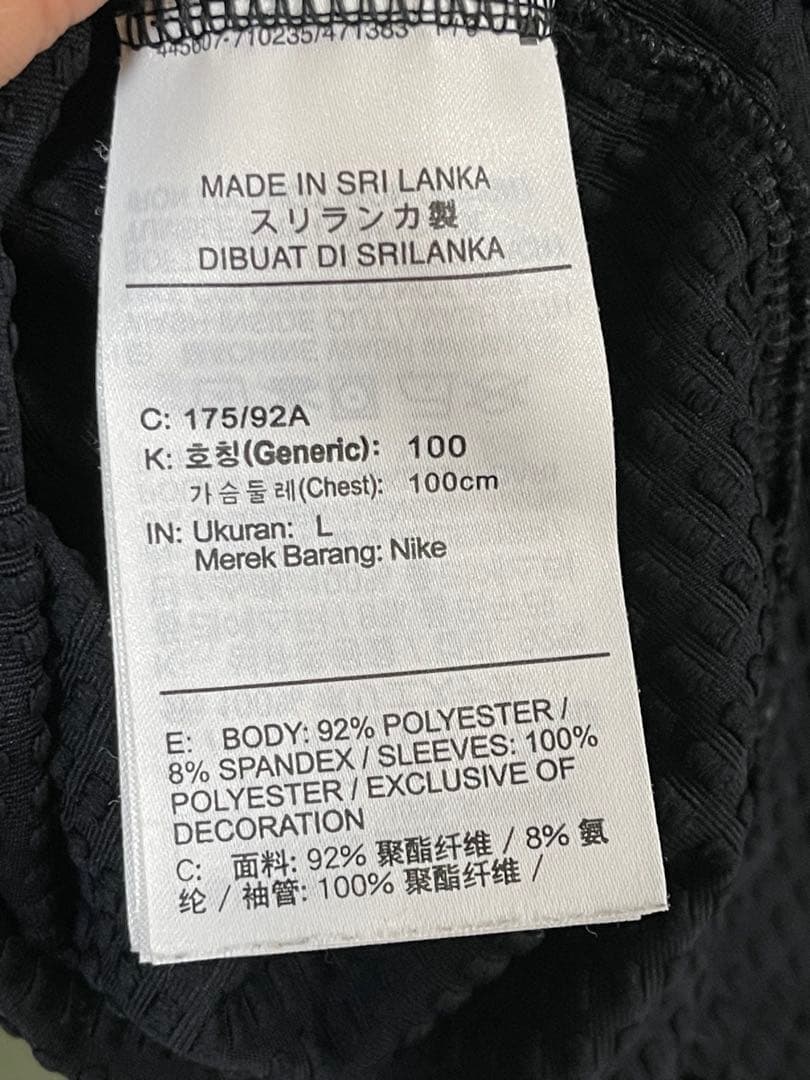 MADE IN SRI LANKA
スリランカ製
DIBUAT DI SRILANKA
C: 175/92A
K: 호칭(Generic): 100
가슴둘레(Chest): 100cm
IN: Ukuran: L
Merek Barang: Nike
E: BODY: 92% POLYESTER /
8% SPANDEX / SLEEVES: 100%
POLYESTER / EXCLUSIVE OF
DECORATION
C: 面料: 92% 聚酯纤维 / 8% 氨
纶 / 袖管: 100% 聚酯纤维 /